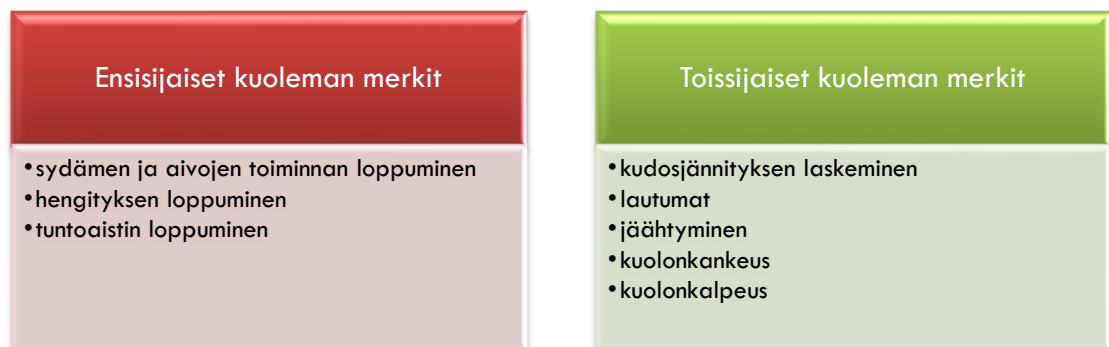 Ensisijaiset kuoleman merkit
•sydämen ja aivojen toiminnan loppuminen
•hengityksen loppuminen
•tuntoaistin loppuminen
Toissijaiset kuoleman merkit
•kudosjännityksen laskeminen
•lautumat
•jäähtyminen
•kuolonkankeus
•kuolonkalpeus